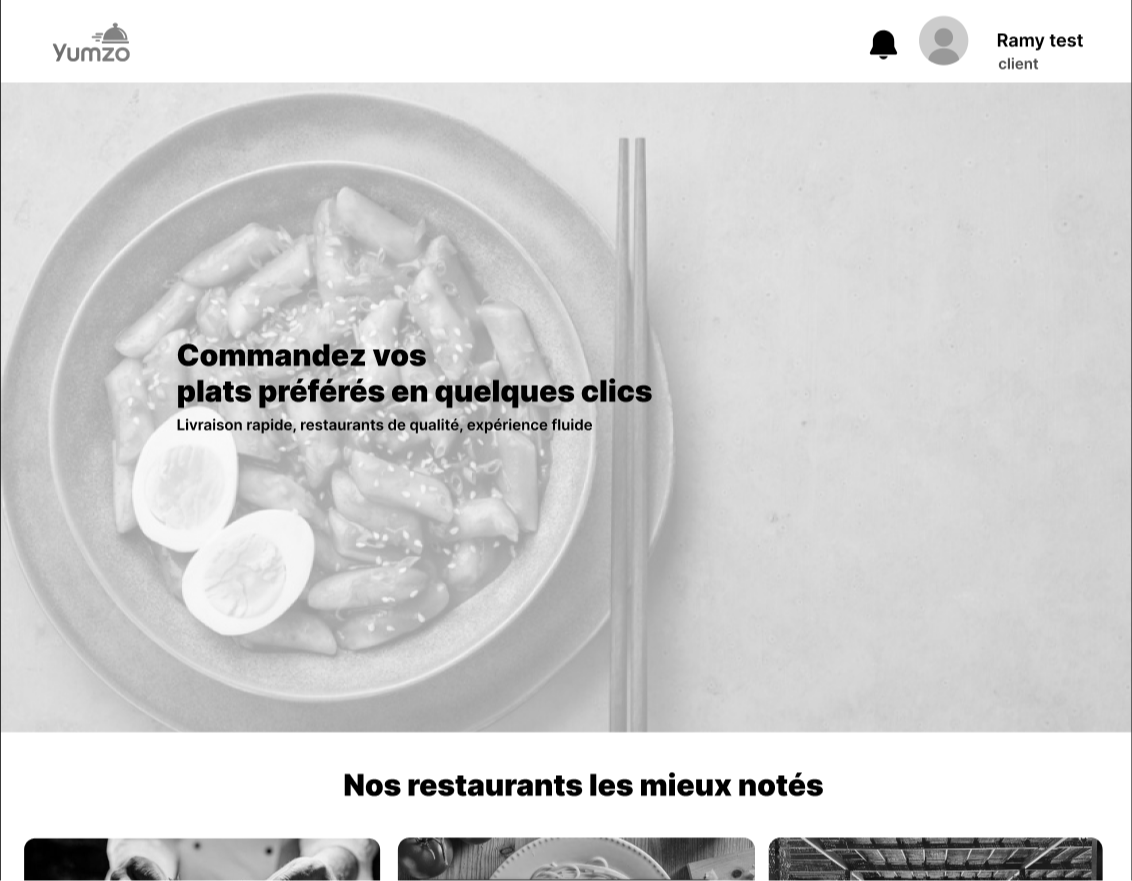 Yumzo
Ramy test
client
Commandez vos
plats préférés en quelques clics
Livraison rapide, restaurants de qualité, expérience fluide
Nos restaurants les mieux notés